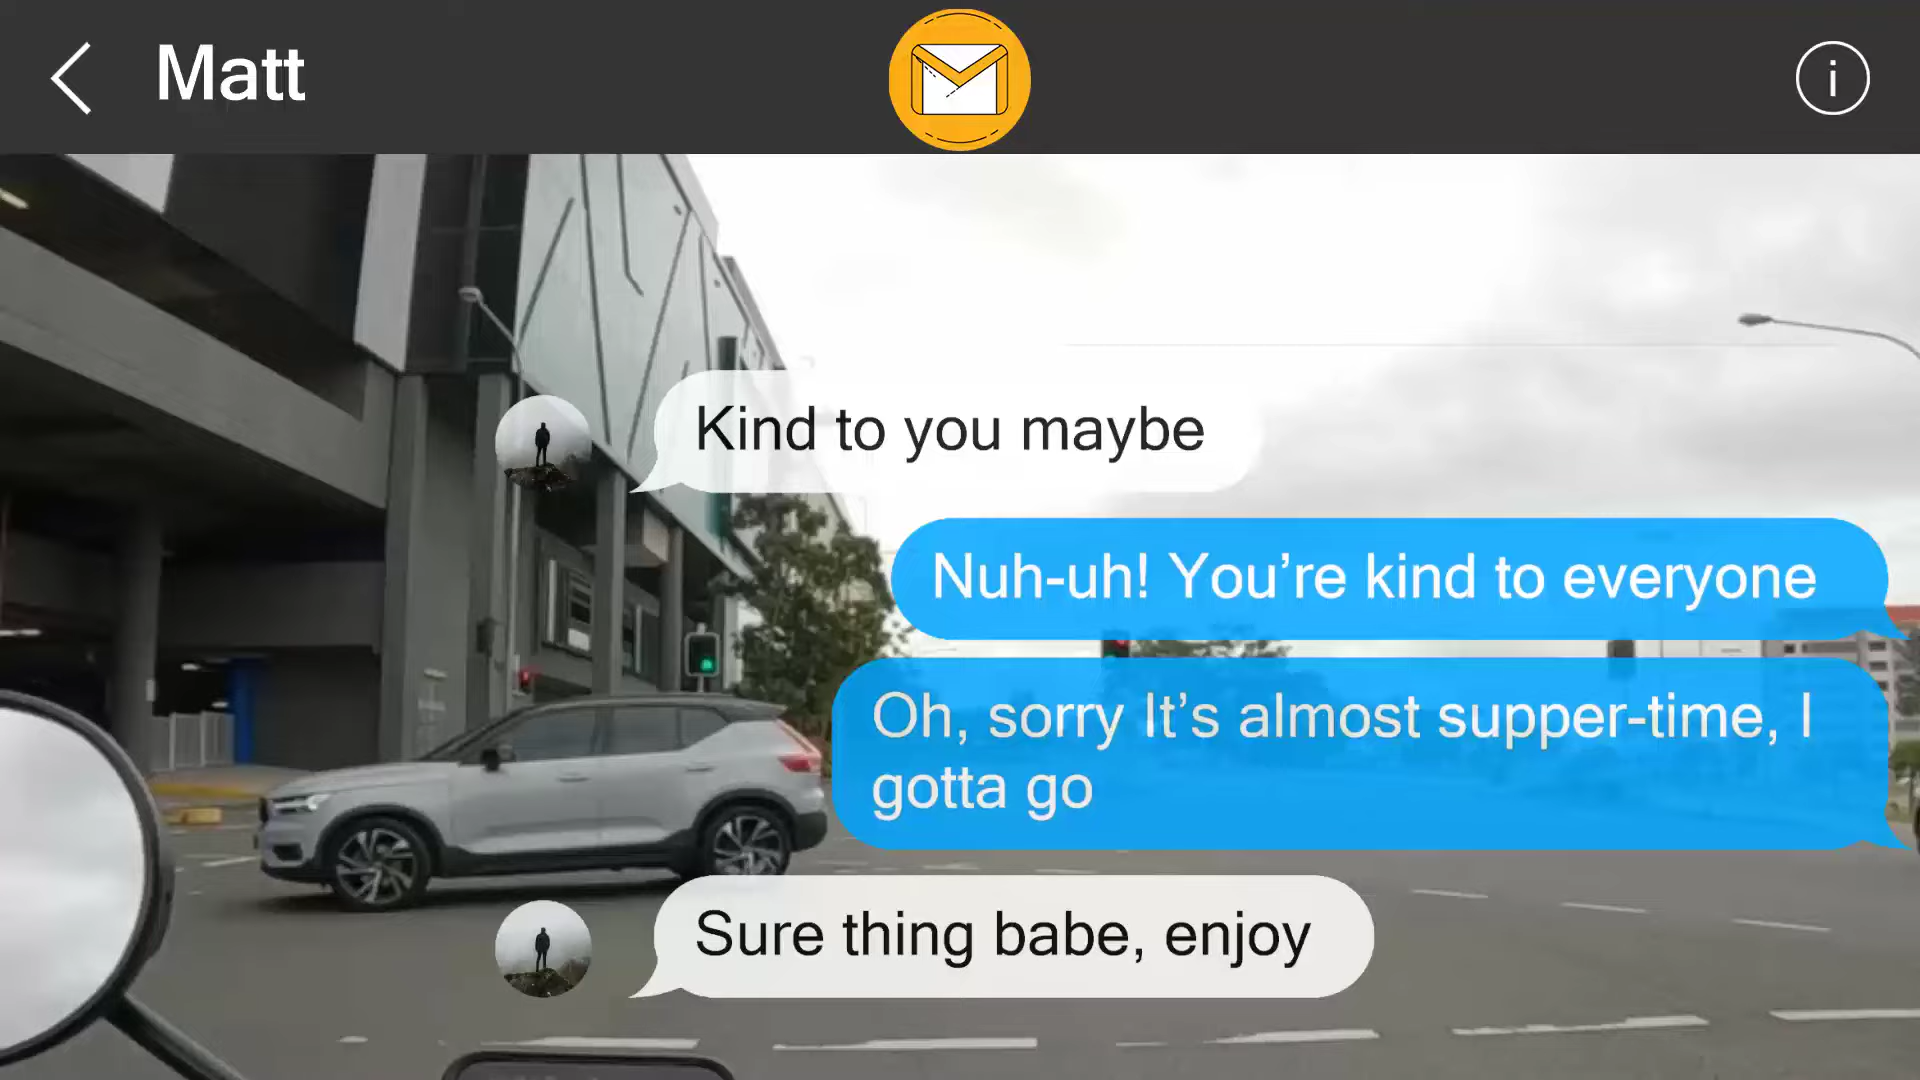 Matt
i
Kind to you maybe
Nuh-uh! You’re kind to everyone
Oh, sorry It’s almost supper-time, I
gotta go
Sure thing babe, enjoy